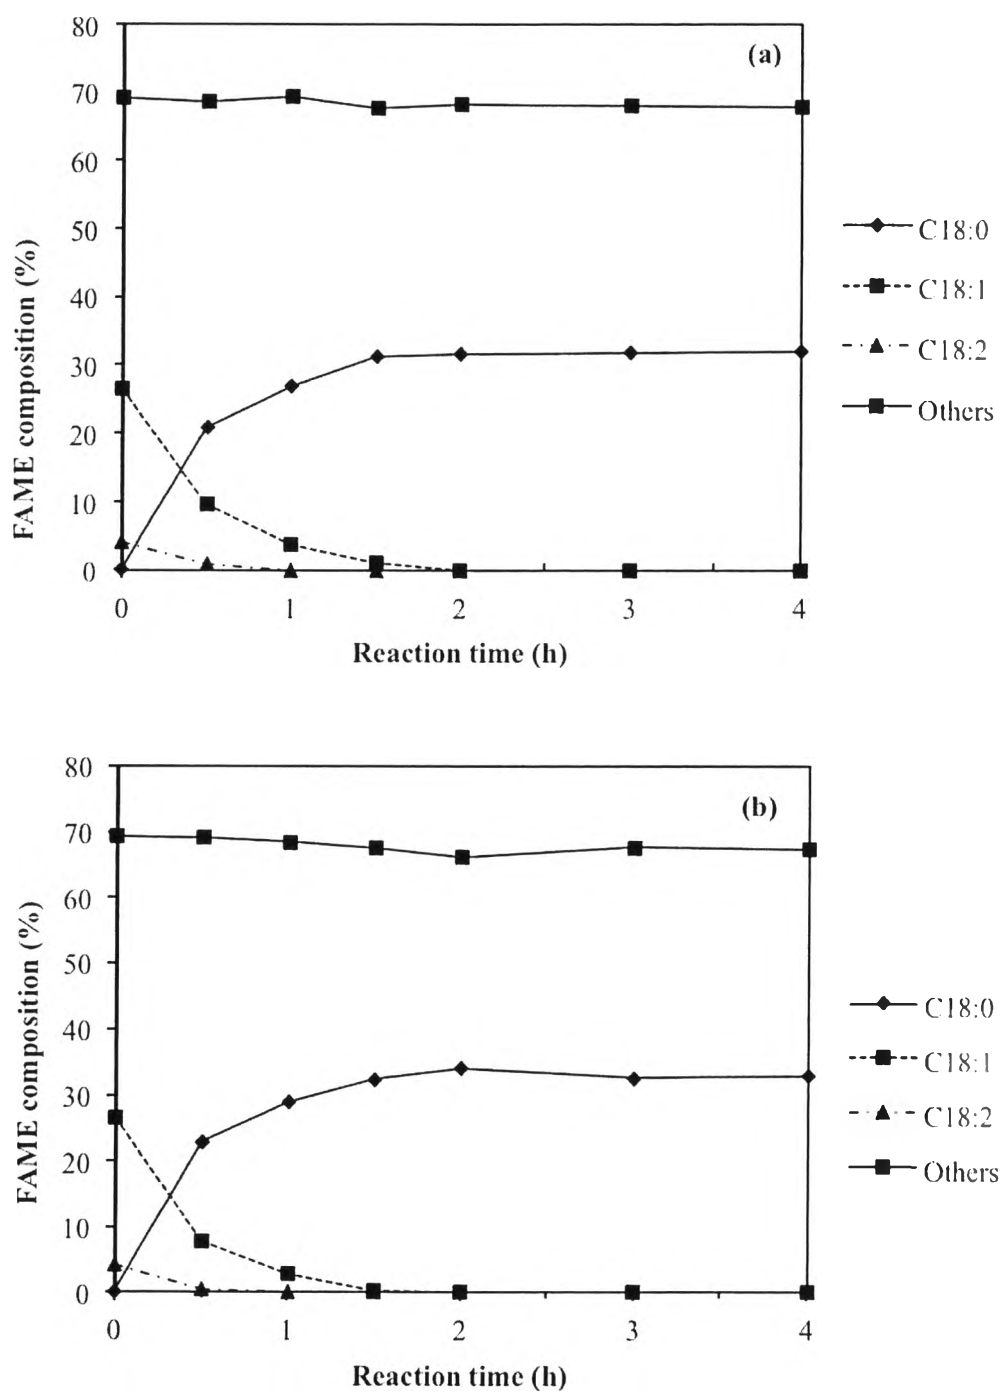 80
(a)
70
60
50
40
30
20
10
0
FAME composition (%)
0 1 2 3 4
Reaction time (h)
C18:0
C18:1
C18:2
Others
80
(b)
70
60
50
40
30
20
10
0
FAME composition (%)
0 1 2 3 4
Reaction time (h)
C18:0
C18:1
C18:2
Others